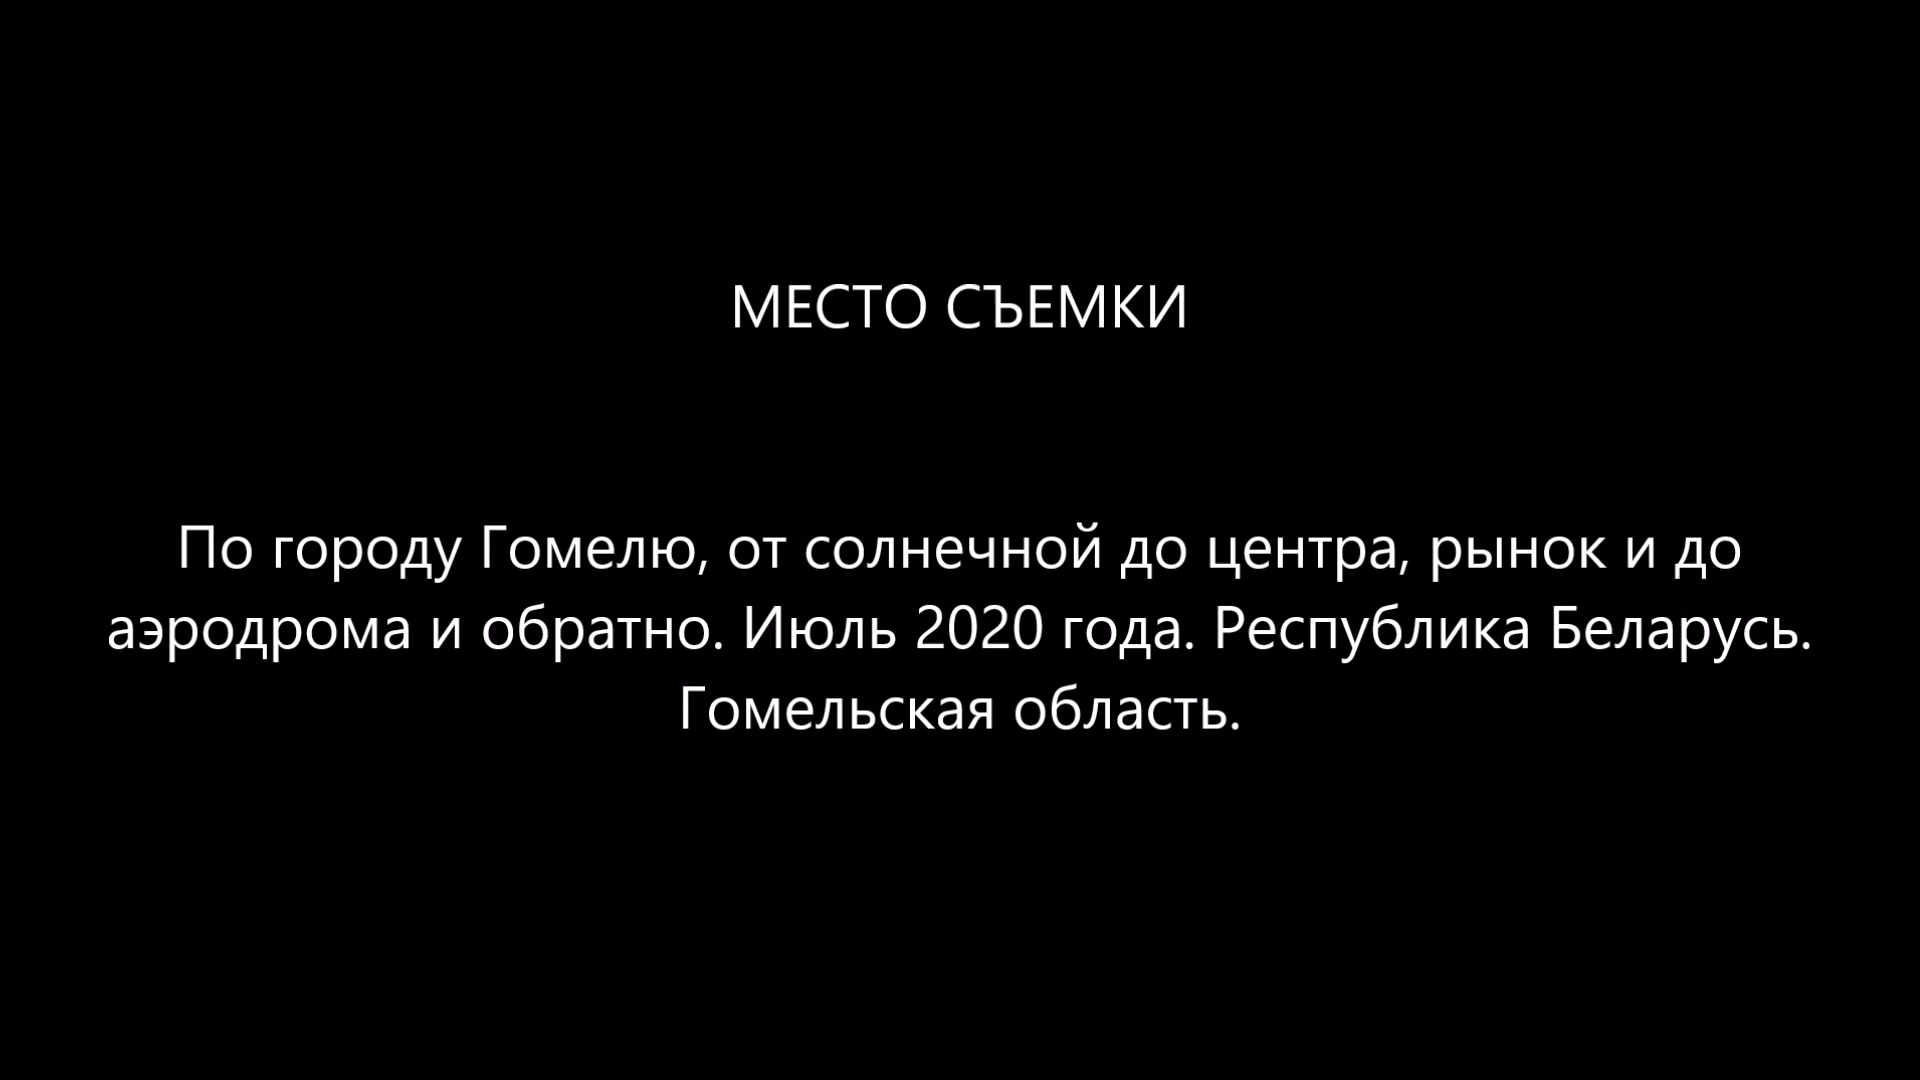 МЕСТО СЪЕМКИ
По городу Гомелю, от солнечной до центра, рынок и до
аэродрома и обратно. Июль 2020 года. Республика Беларусь.
Гомельская область.